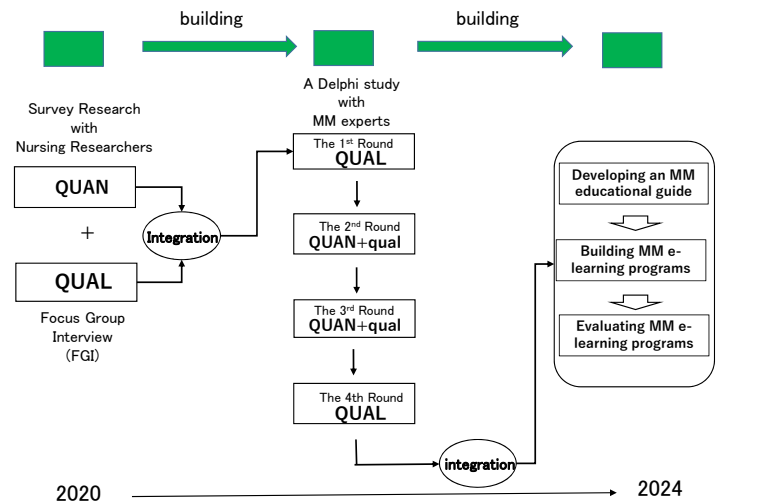 building
building
Survey Research
with
Nursing Researchers
QUAN
+
QUAL
Focus Group
Interview
(FGI)
Integration
A Delphi study
with
MM experts
The 1st Round
QUAL
The 2nd Round
QUAN+qual
The 3rd Round
QUAN+qual
The 4th Round
QUAL
integration
Developing an MM
educational guide
Building MM e-
learning programs
Evaluating MM e-
learning programs
2020
2024